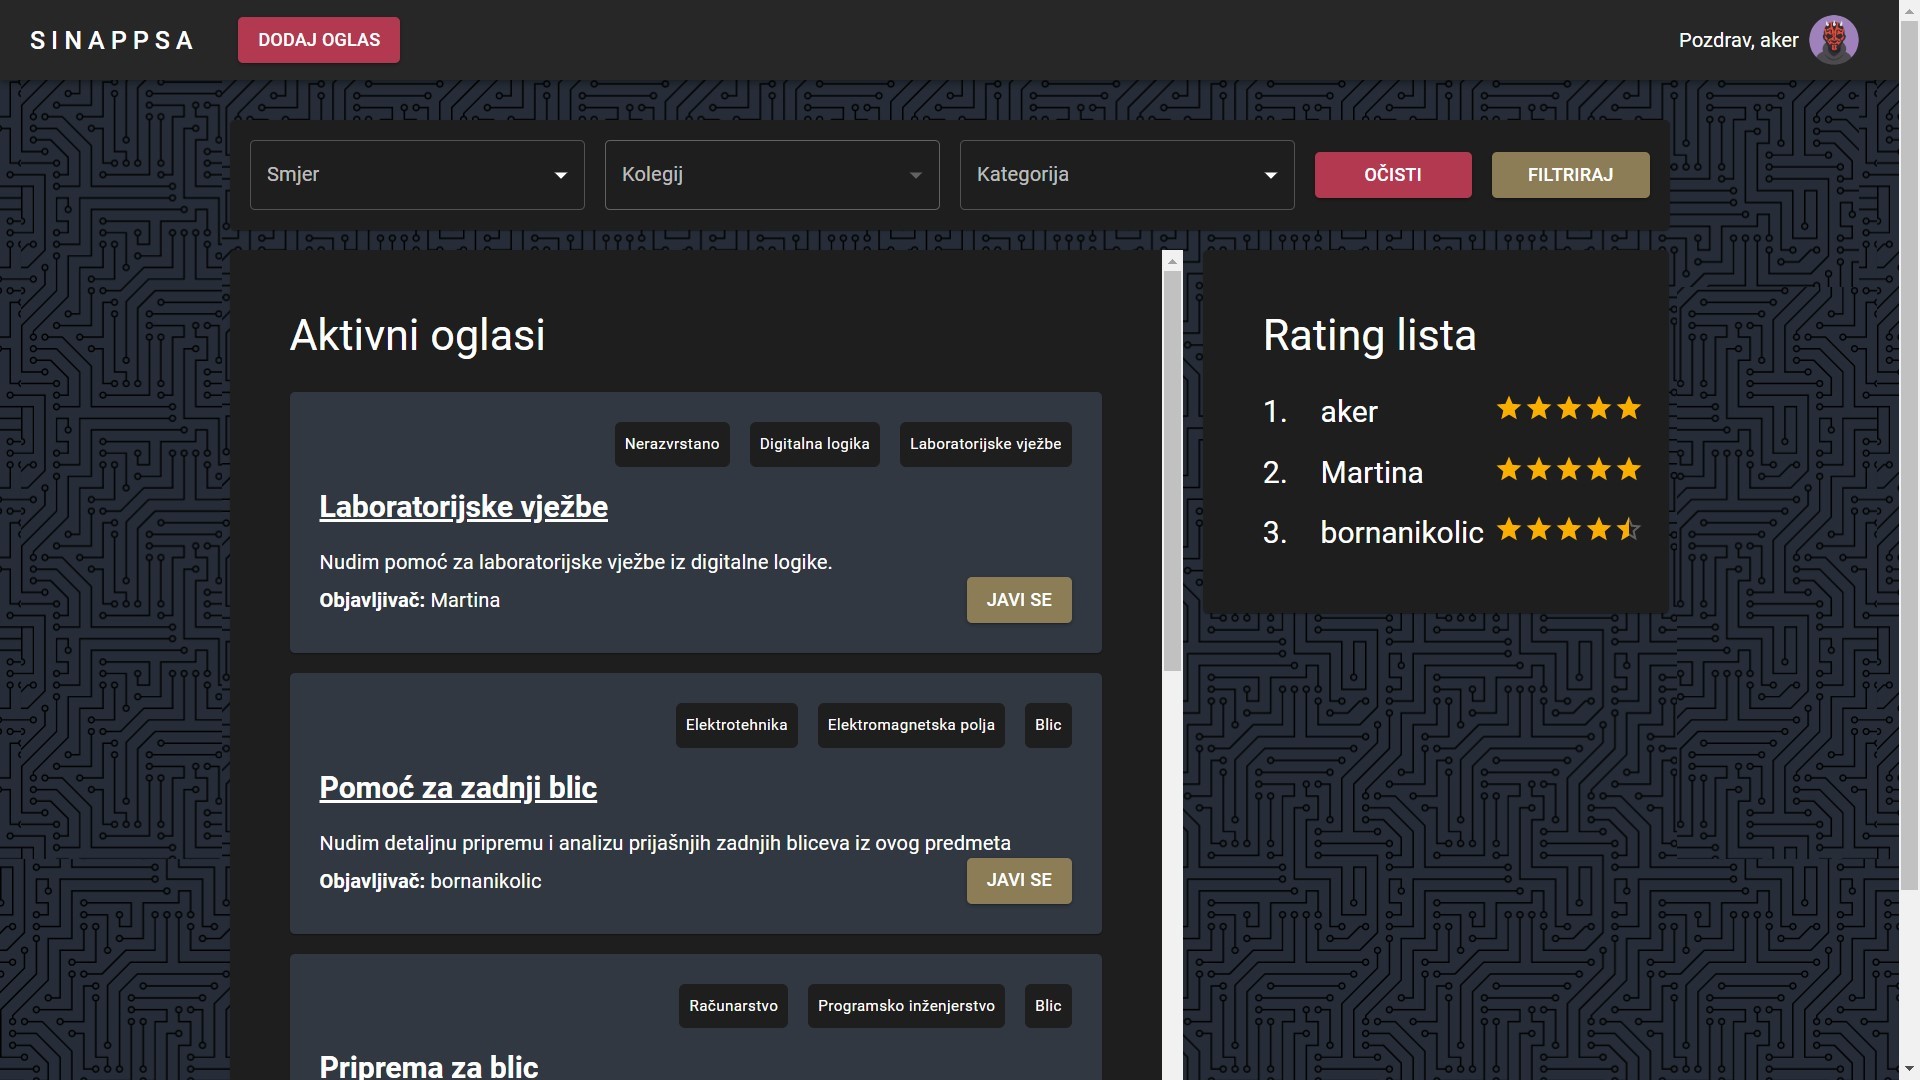 SINAPPSA
DODAJ OGLAS
Pozdrav, aker
Smjer
Kolegij
Kategorija
OČISTI
FILTRIRAJ
Aktivni oglasi
Nerazvrstano
Digitalna logika
Laboratorijske vježbe
Laboratorijske vježbe
Nudim pomoć za laboratorijske vježbe iz digitalne logike.
Objavljivač: Martina
JAVI SE
Elektrotehnika
Elektromagnetska polja
Blic
Pomoć za zadnji blic
Nudim detaljnu pripremu i analizu prijašnjih zadnjih bliceva iz ovog predmeta
Objavljivač: bornanikolic
JAVI SE
Računarstvo
Programsko inženjerstvo
Blic
Priprema za blic
Rating lista
1. aker
2. Martina
3. bornanikolic